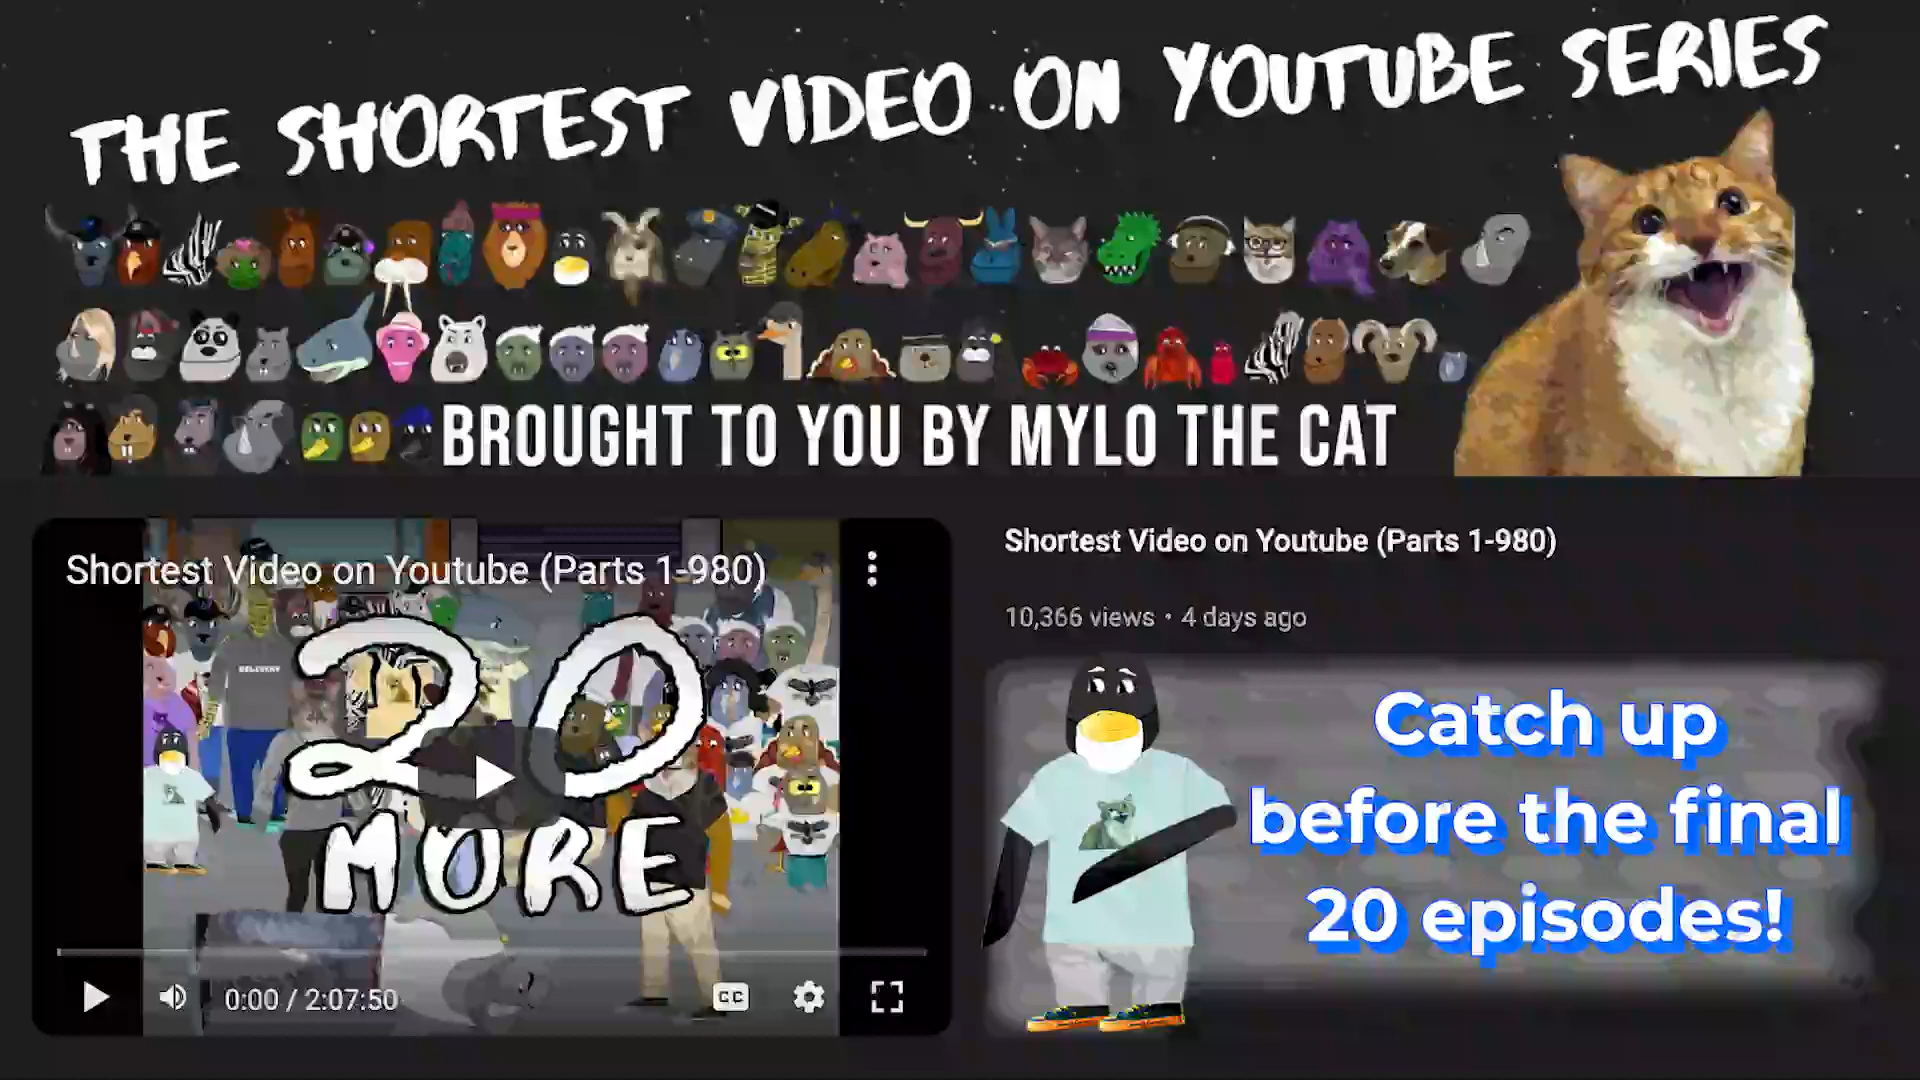 THE SHORTEST VIDEO ON YOUTUBE SERIES
BROUGHT TO YOU BY MYLO THE CAT
Shortest Video on Youtube (Parts 1-980)
20
MORE
0:00 / 2:07:50
CC
Shortest Video on Youtube (Parts 1-980)
10,366 views • 4 days ago
Catch up
before the final
20 episodes!